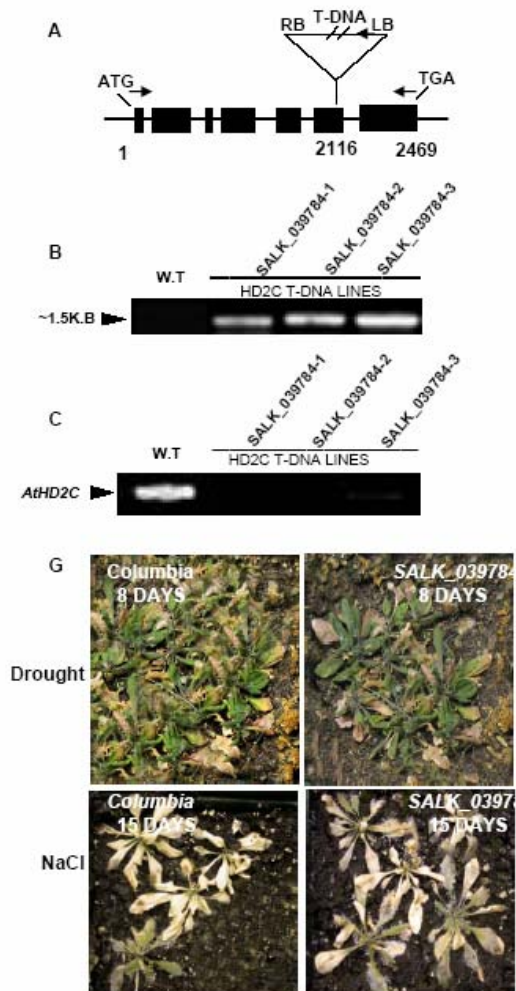 A
RB T-DNA LB
ATG
TGA
1
2116
2469
B
SALK_039784-1
SALK_039784-2
SALK_039784-3
W.T
HD2C T-DNA LINES
~1.5K.B
C
SALK_039784-1
SALK_039784-2
SALK_039784-3
W.T
HD2C T-DNA LINES
AtHD2C
G
Columbia
8 DAYS
SALK_039784
8 DAYS
Drought
Columbia
15 DAYS
SALK_0397
15 DAYS
NaCl